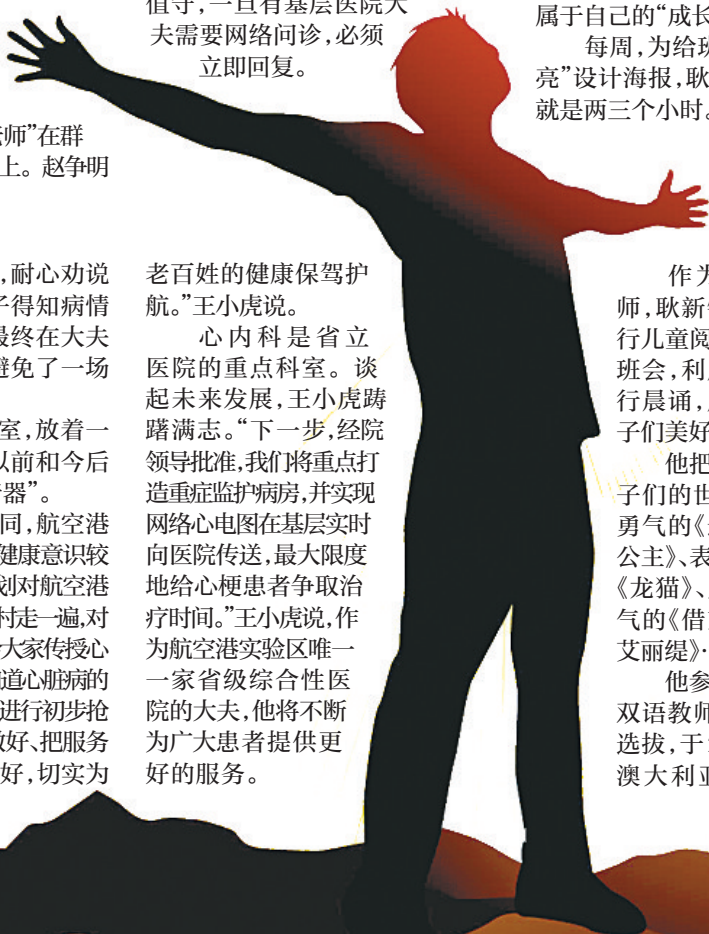 值守，一旦有基层医院大
夫需要网络问诊，必须
立即回复。
师”在群
上。赵争明
，耐心劝说
子得知病情
最终在大夫
避免了一场
室，放着一
以前和今后
器”。
同，航空港
健康意识较
划对航空港
村走一遍，对
大家传授心
道心脏病的
进行初步抢
做好、把服务
好，切实为
老百姓的健康保驾护
航。”王小虎说。
心内科是省立
医院的重点科室。谈
起未来发展，王小虎踌
躇满志。“下一步，经院
领导批准，我们将重点打
造重症监护病房，并实现
网络心电图在基层实时
向医院传送，最大限度
地给心梗患者争取治
疗时间。”王小虎说，作
为航空港实验区唯一
一家省级综合性医
院的大夫，他将不断
为广大患者提供更
好的服务。
属于自己的“成长
每周，为给班
亮”设计海报，耿
就是两三个小时。
作为
师，耿新
行儿童阅
班会，利
行晨诵，
子们美好
他把
子们的世
勇气的《
公主》、表
《龙猫》、
气的《借
艾丽缇》·
他参
双语教师
选拔，于
澳大利亚